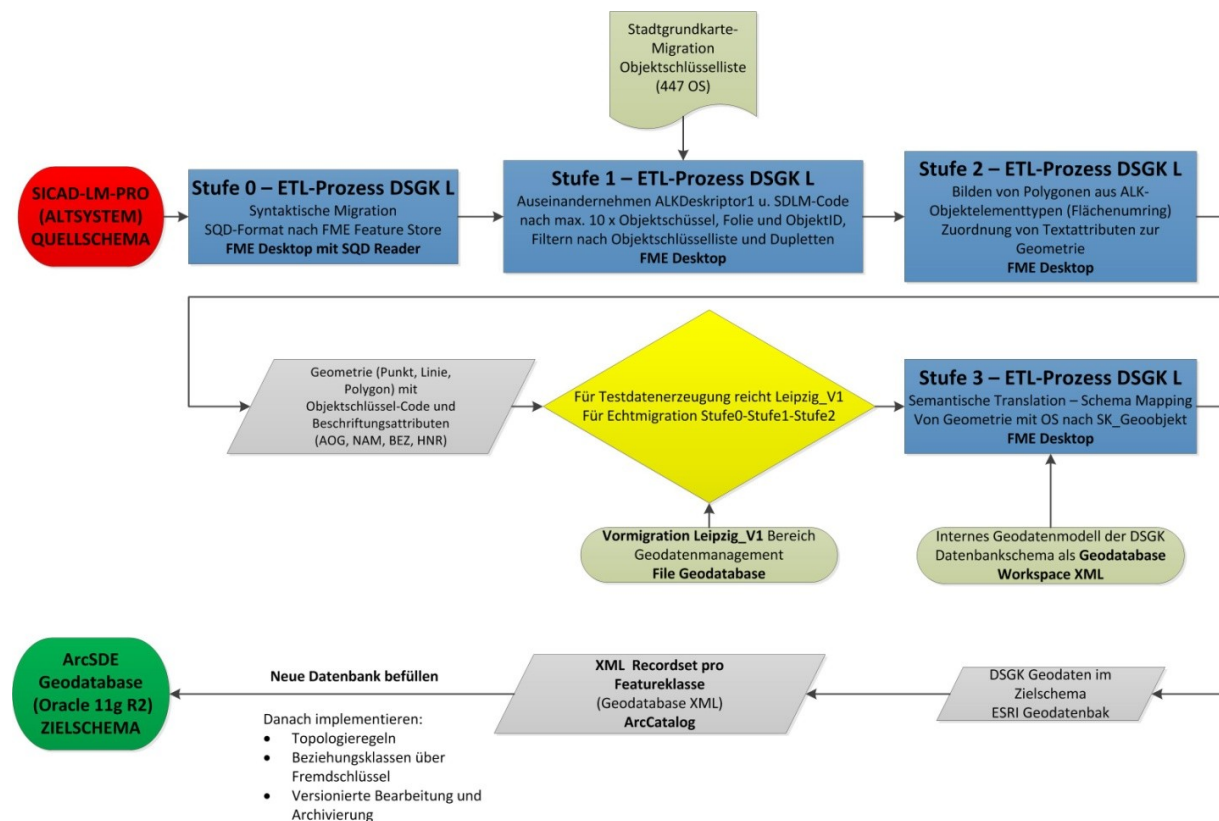 Stadtgrundkarte-
Migration
Objektschlüsselliste
(447 OS)
SICAD-LM-PRO
(ALTSYSTEM)
QUELLSCHEMA
Stufe 0 – ETL-Prozess DSGK L
Syntaktische Migration
SQD-Format nach FME Feature Store
FME Desktop mit SQD Reader
Stufe 1 – ETL-Prozess DSGK L
Auseinandernehmen ALKDeskriptor1 u. SDLM-Code
nach max. 10 x Objektschüssel, Folie und ObjektID,
Filtern nach Objektschlüsselliste und Dupletten
FME Desktop
Stufe 2 – ETL-Prozess DSGK L
Bilden von Polygonen aus ALK-
Objektelementtypen (Flächenumring)
Zuordnung von Textattributen zur
Geometrie
FME Desktop
Geometrie (Punkt, Linie,
Polygon) mit
Objektschlüssel-Code und
Beschriftungsattributen
(AOG, NAM, BEZ, HNR)
Für Testdatenerzeugung reicht Leipzig_V1
Für Echtmigration Stufe0-Stufe1-Stufe2
Stufe 3 – ETL-Prozess DSGK L
Semantische Translation – Schema Mapping
Von Geometrie mit OS nach SK_Geoobjekt
FME Desktop
Vormigration Leipzig_V1 Bereich
Geodatenmanagement
File Geodatabase
Internes Geodatenmodell der DSGK
Datenbankschema als Geodatabase
Workspace XML
ArcSDE
Geodatabase
(Oracle 11g R2)
ZIELSCHEMA
Neue Datenbank befüllen
Danach implementieren:
• Topologieregeln
• Beziehungsklassen über
Fremdschlüssel
• Versionierte Bearbeitung und
Archivierung
XML Recordset pro
Featureklasse
(Geodatabase XML)
ArcCatalog
DSGK Geodaten im
Zielschema
ESRI Geodatenbak